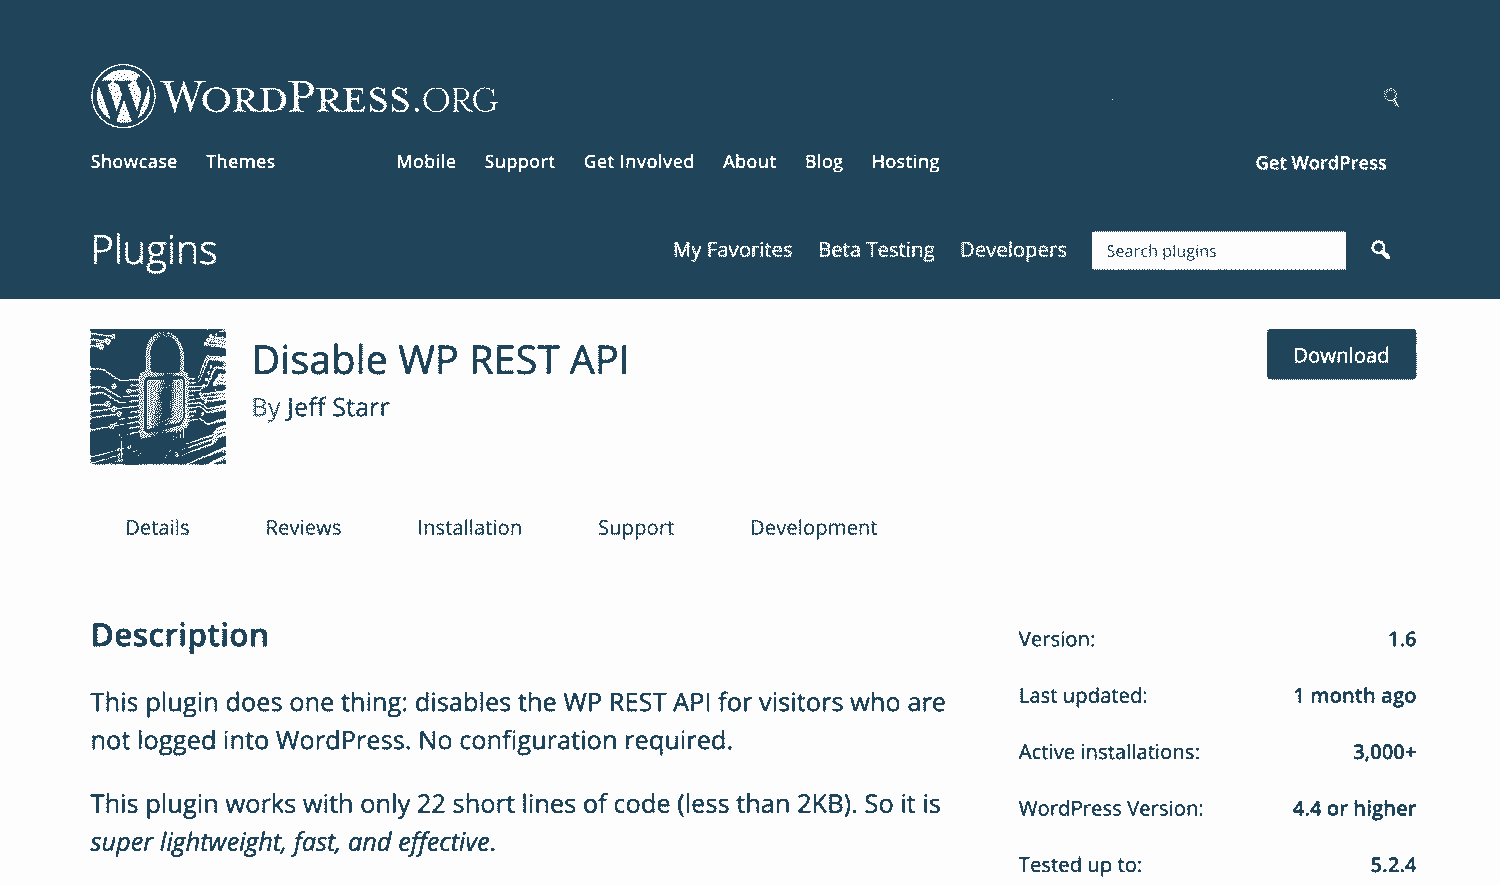 WORDPRESS.ORG
Showcase Themes Mobile Support Get Involved About Blog Hosting Get WordPress
Plugins My Favorites Beta Testing Developers Search plugins
Disable WP REST API Download
By Jeff Starr
Details Reviews Installation Support Development
Description
This plugin does one thing: disables the WP REST API for visitors who are
not logged into WordPress. No configuration required.
This plugin works with only 22 short lines of code (less than 2KB). So it is
super lightweight, fast, and effective.
Version: 1.6
Last updated: 1 month ago
Active installations: 3,000+
WordPress Version: 4.4 or higher
Tested up to: 5.2.4